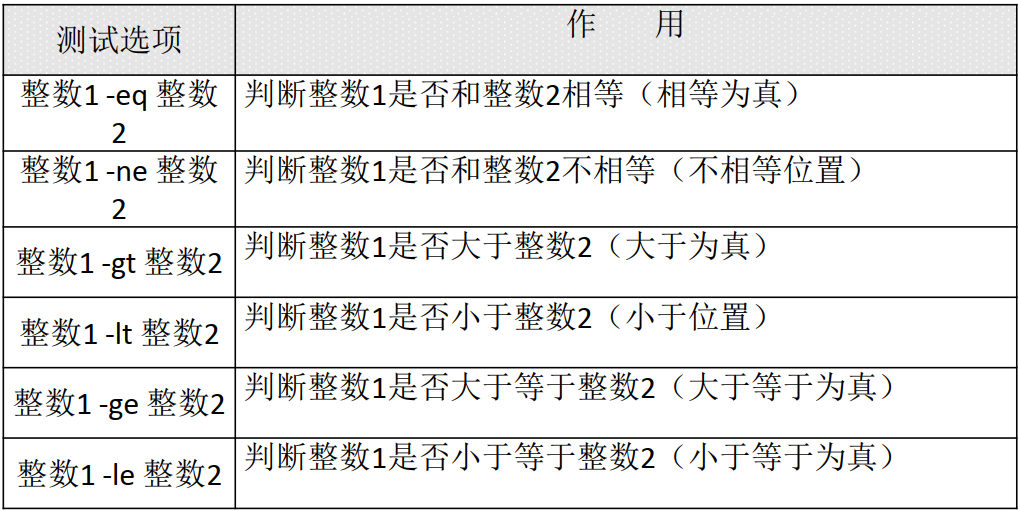 测试选项
作 用
整数1 -eq 整数
2
判断整数1是否和整数2相等（相等为真）
整数1 -ne 整数
2
判断整数1是否和整数2不相等（不相等位置）
整数1 -gt 整数2
判断整数1是否大于整数2（大于为真）
整数1 -lt 整数2
判断整数1是否小于整数2（小于位置）
整数1 -ge 整数2
判断整数1是否大于等于整数2（大于等于为真）
整数1 -le 整数2
判断整数1是否小于等于整数2（小于等于为真）